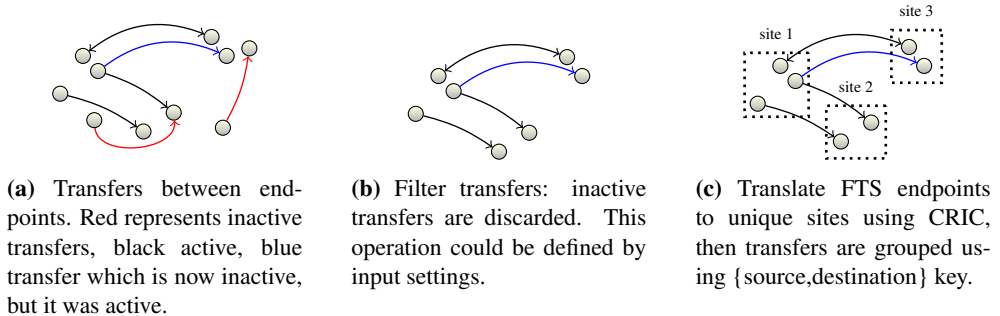 site 3
site 1
site 2
(a) Transfers between end-
points. Red represents inactive
transfers, black active, blue
transfer which is now inactive,
but it was active.
(b) Filter transfers: inactive
transfers are discarded. This
operation could be defined by
input settings.
(c) Translate FTS endpoints
to unique sites using CRIC,
then transfers are grouped us-
ing {source,destination} key.